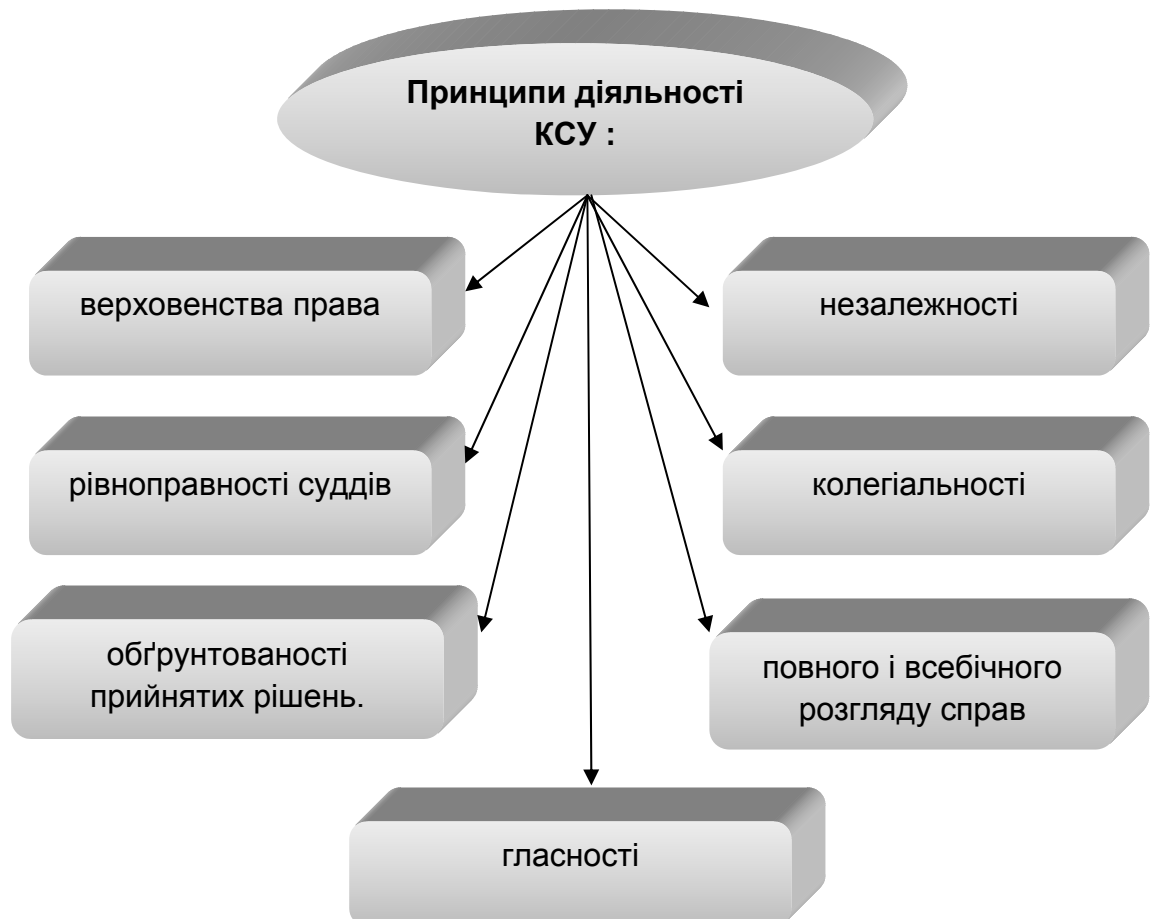 Принципи діяльності
КСУ :
верховенства права
незалежності
рівноправності суддів
колегіальності
обґрунтованості
прийнятих рішень.
повного і всебічного
розгляду справ
гласності